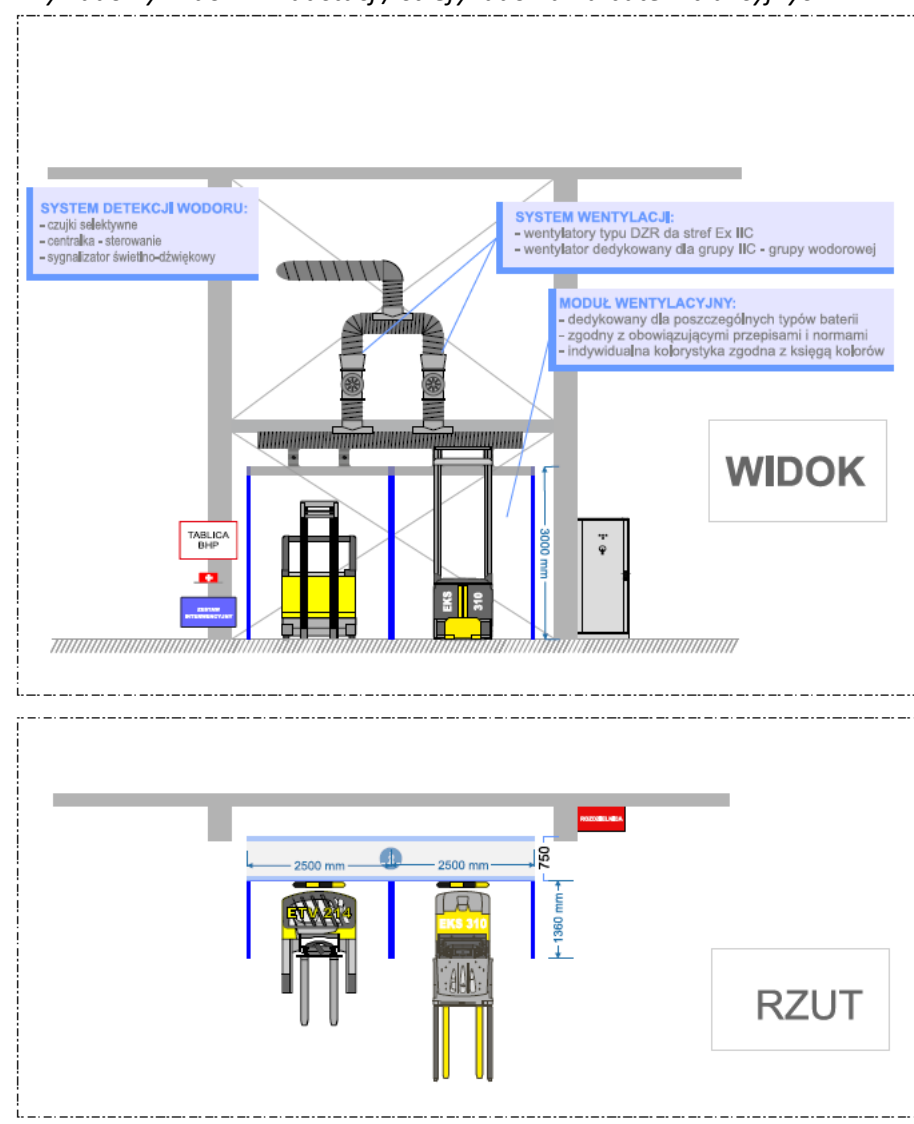 SYSTEM DETEKCJI WODORU:
- czujki selektywne
- centralka - sterowanie
- sygnalizator świetlno-dźwiękowy
SYSTEM WENTYLACJI:
- wentylatory typu DZR da stref Ex IIC
- wentylator dedykowany dla grupy IIC - grupy wodorowej
MODUŁ WENTYLACYJNY:
- dedykowany dla poszczególnych typów baterii
- zgodny z obowiązującymi przepisami i normami
- indywidualna kolorystyka zgodna z księgą kolorów
WIDOK
TABLICA
BHP
ZESTAW
INTERWENCYJNY
EKS
310
3000 mm
ROZDZIELNICA
2500 mm
2500 mm
750
1360 mm
ETV 214
EKS 310
RZUT